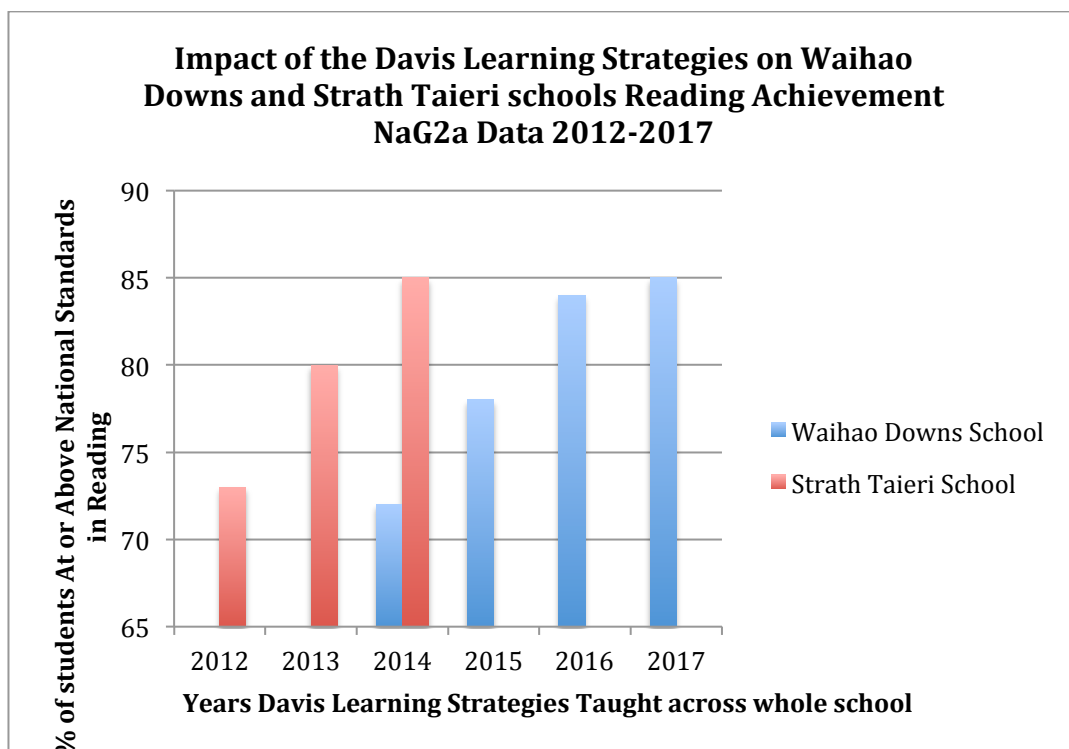 Impact of the Davis Learning Strategies on Waihao
Downs and Strath Taieri schools Reading Achievement
NaG2a Data 2012-2017
% of students At or Above National Standards
in Reading
90
85
80
75
70
65
2012 2013 2014 2015 2016 2017
Years Davis Learning Strategies Taught across whole school
Waihao Downs School
Strath Taieri School